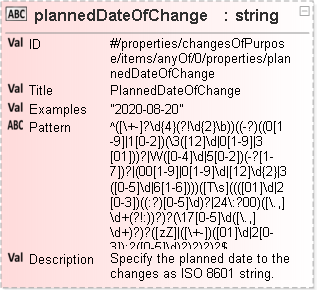 ABC plannedDateOfChange : string
Val ID #/properties/changesOfPurpos
e/items/anyOf/0/properties/plan
nedDateOfChange
Val Title PlannedDateOfChange
Val Examples "2020-08-20"
ABC Pattern ^([\+-]?\d{4}(?!\d{2}\b))((-?)((0[1
-9]|1[0-2])(\3([12]\d|0[1-9]|3
[01]))?|W([0-4]\d|5[0-2])(-?[1-
7])?|(00[1-9]|0[1-9]\d|[12]\d{2}|3
([0-5]\d|6[1-6])))([T\s]((([01]\d|2
[0-3])((:?)[0-5]\d)?|24\:?00)([\.,]
\d+(?!:))?)?(\17[0-5]\d([\.,]
\d+)?)?([zZ]|([\+-])([01]\d|2[0-
3]):?([0-5]\d)?)?)?)?$
Val Description Specify the planned date to the
changes as ISO 8601 string.